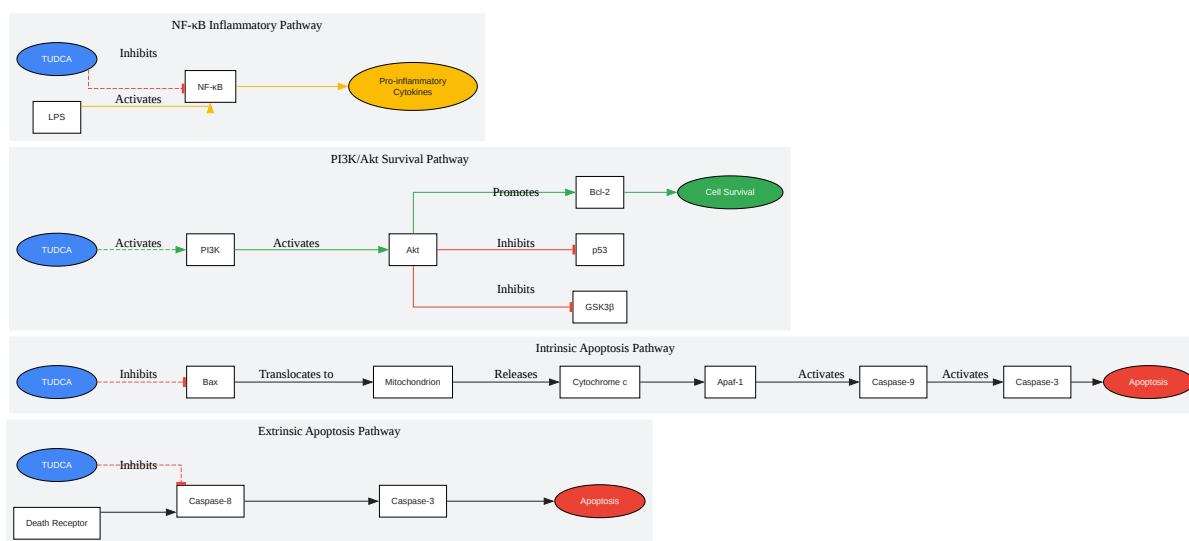 NF-κB Inflammatory Pathway
TUDCA
Inhibits
NF-κB
Pro-inflammatory
Cytokines
Activates
LPS
PI3K/Akt Survival Pathway
Promotes
Bcl-2
Cell Survival
TUDCA
Activates
PI3K
Activates
Akt
Inhibits
p53
Inhibits
GSK3β
Intrinsic Apoptosis Pathway
TUDCA
Inhibits
Bax
Translocates to
Mitochondrion
Releases
Cytochrome c
Apaf-1
Activates
Caspase-9
Activates
Caspase-3
Apoptosis
Extrinsic Apoptosis Pathway
TUDCA
Inhibits
Caspase-8
Caspase-3
Apoptosis
Death Receptor